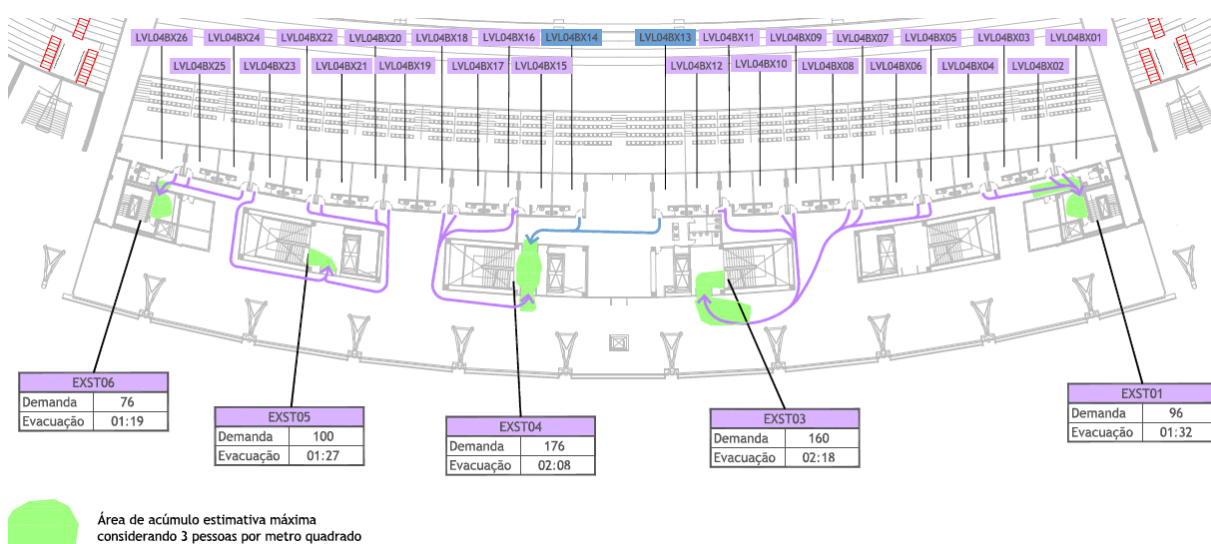 LVL04BX26 LVL04BX24 LVL04BX22 LVL04BX20 LVL04BX18 LVL04BX16 LVL04BX14 LVL04BX13 LVL04BX11 LVL04BX09 LVL04BX07 LVL04BX05 LVL04BX03 LVL04BX01
LVL04BX25 LVL04BX23 LVL04BX21 LVL04BX19 LVL04BX17 LVL04BX15 LVL04BX12 LVL04BX10 LVL04BX08 LVL04BX06 LVL04BX04 LVL04BX02
EXST06
Demanda 76
Evacuação 01:19
EXST05
Demanda 100
Evacuação 01:27
EXST04
Demanda 176
Evacuação 02:08
EXST03
Demanda 160
Evacuação 02:18
EXST01
Demanda 96
Evacuação 01:32
Área de acúmulo estimativa máxima
considerando 3 pessoas por metro quadrado